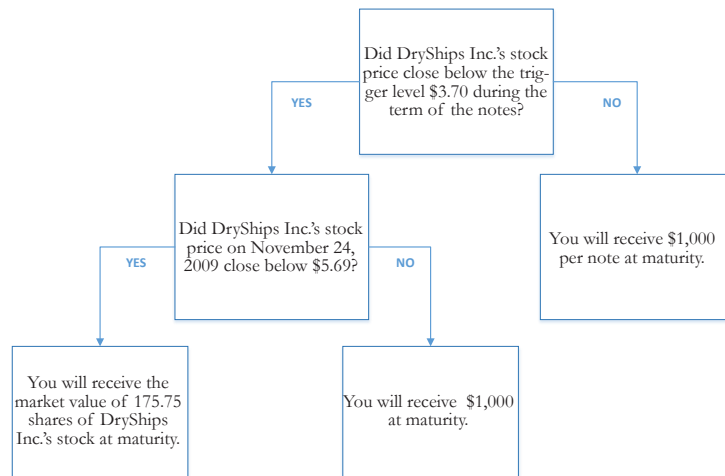 Did DryShips Inc.'s stock
price close below the trig-
ger level $3.70 during the
term of the notes?
YES
NO
Did DryShips Inc.'s stock
price on November 24,
2009 close below $5.69?
You will receive $1,000
per note at maturity.
YES
NO
You will receive the
market value of 175.75
shares of DryShips
Inc.'s stock at maturity.
You will receive  $1,000
at maturity.